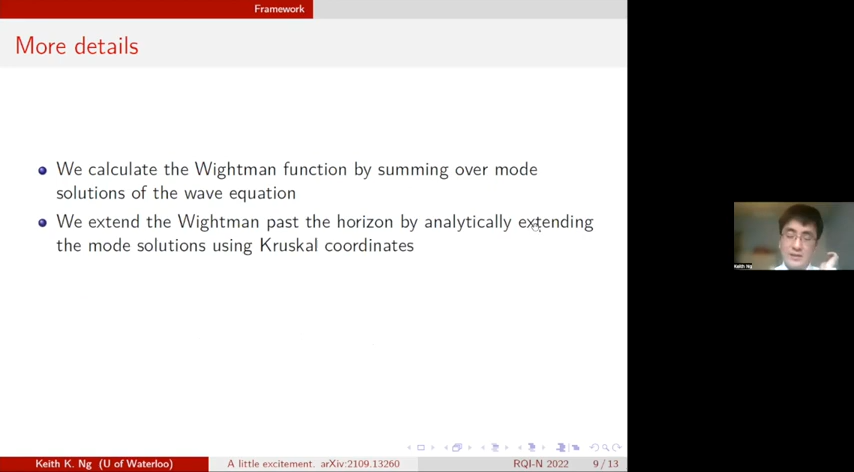 Framework
More details
We calculate the Wightman function by summing over mode
solutions of the wave equation
We extend the Wightman past the horizon by analytically extending
the mode solutions using Kruskal coordinates
Keith Ng
Keith K. Ng (U of Waterloo)
A little excitement. arXiv:2109.13260
RQI-N 2022
9 / 13